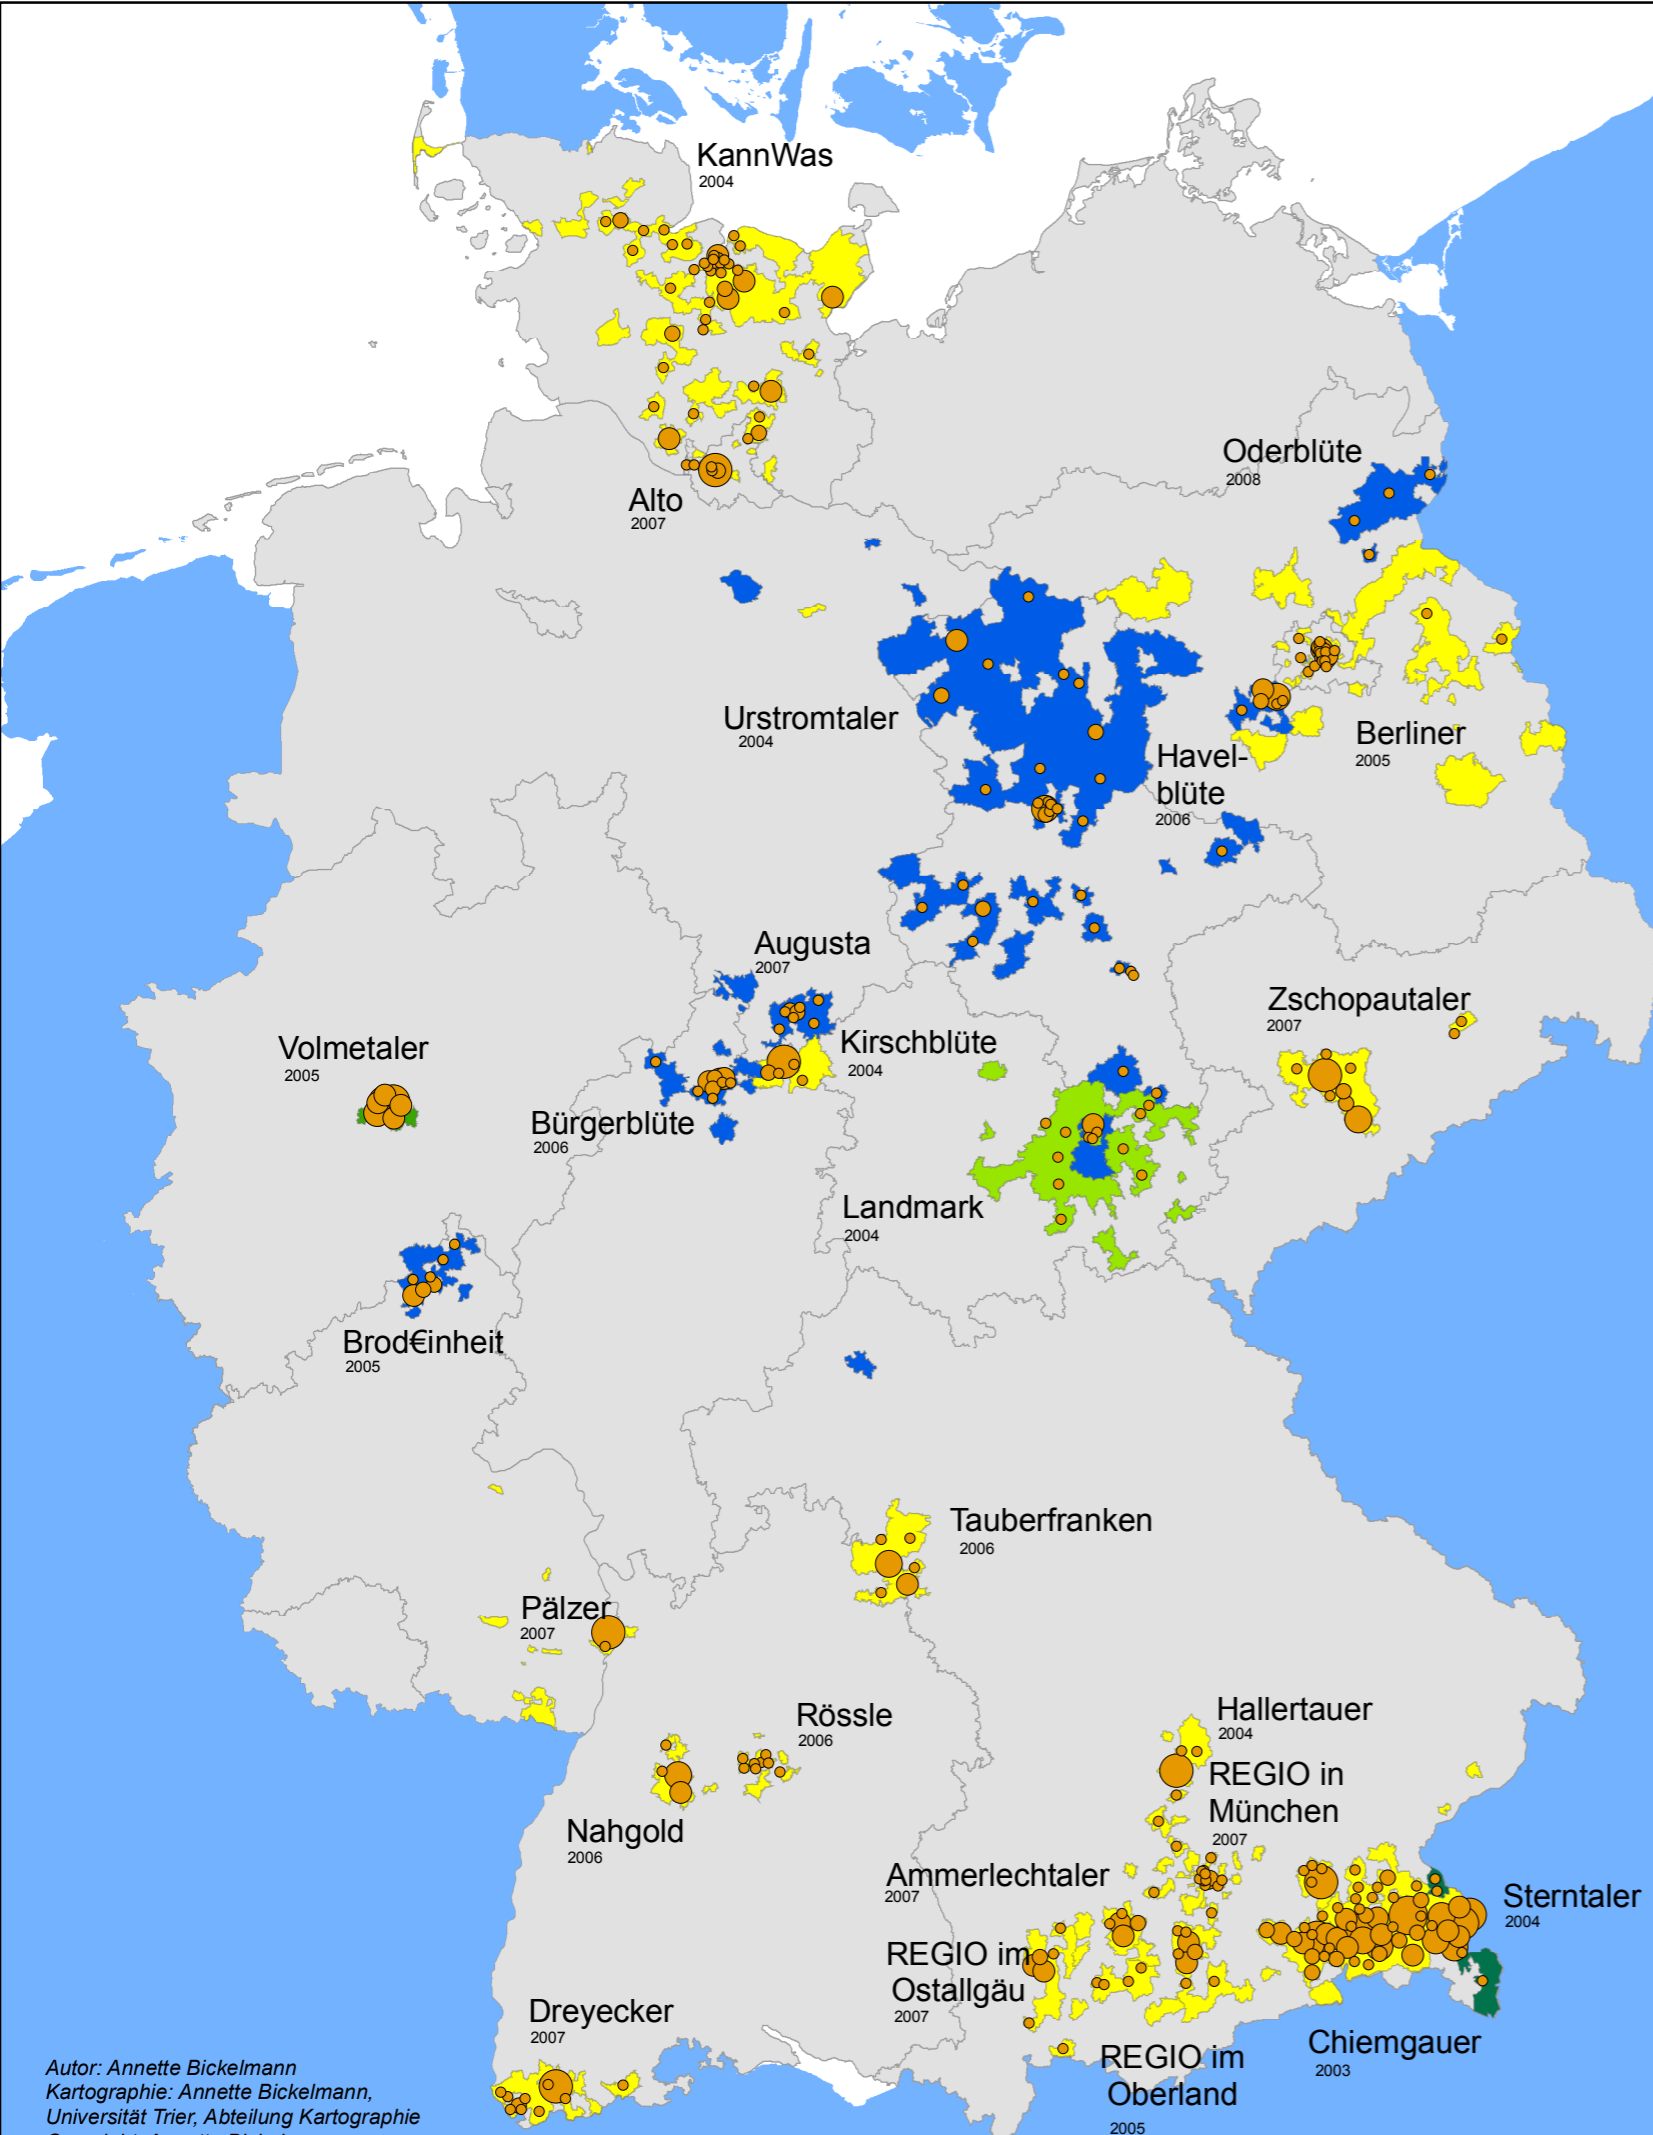 KannWas
2004
Alto
2007
Oderblüte
2008
Urstromtaler
2004
Havel-
blüte
2006
Berliner
2005
Augusta
2007
Kirschblüte
2004
Zschopautaler
2007
Volmetaler
2005
Bürgerblüte
2006
Landmark
2004
Brod€inheit
2005
Tauberfranken
2006
Pälzer
2007
Rössle
2006
Hallertauer
2004
REGIO in
München
2007
Nahgold
2006
Ammerlechtaler
2007
Sterntaler
2004
REGIO im
Ostallgäu
2007
Dreyecker
2007
Chiemgauer
2003
REGIO im
Oberland
2005
Autor: Annette Bickelmann
Kartographie: Annette Bickelmann,
Universität Trier, Abteilung Kartographie